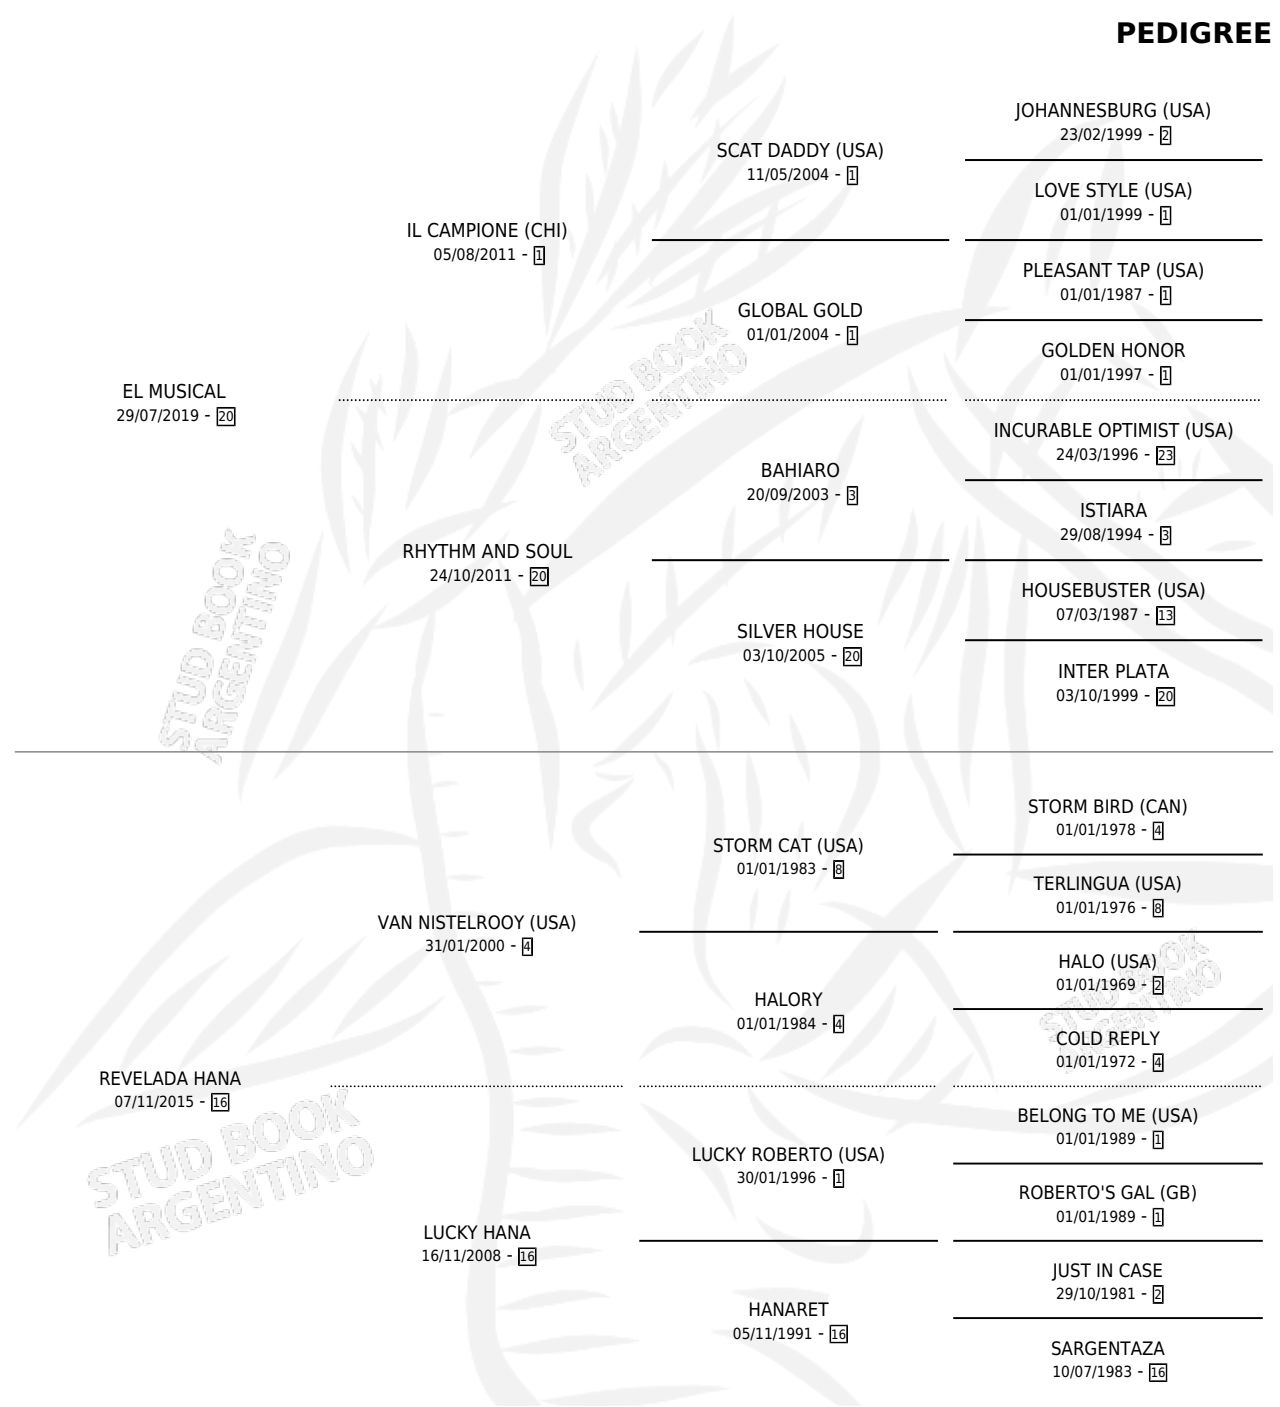 PEDIGREE
JOHANNESBURG (USA)
23/02/1999 - 2
SCAT DADDY (USA)
11/05/2004 - 1
LOVE STYLE (USA)
01/01/1999 - 1
IL CAMPIONE (CHI)
05/08/2011 - 1
PLEASANT TAP (USA)
01/01/1987 - 1
GLOBAL GOLD
01/01/2004 - 1
GOLDEN HONOR
01/01/1997 - 1
EL MUSICAL
29/07/2019 - 20
INCURABLE OPTIMIST (USA)
24/03/1996 - 23
BAHIARO
20/09/2003 - 3
ISTIARA
29/08/1994 - 3
RHYTHM AND SOUL
24/10/2011 - 20
HOUSEBUSTER (USA)
07/03/1987 - 13
SILVER HOUSE
03/10/2005 - 20
INTER PLATA
03/10/1999 - 20
STORM BIRD (CAN)
01/01/1978 - 4
STORM CAT (USA)
01/01/1983 - 8
TERLINGUA (USA)
01/01/1976 - 8
VAN NISTELROOY (USA)
31/01/2000 - 4
HALO (USA)
01/01/1969 - 2
HALORY
01/01/1984 - 4
COLD REPLY
01/01/1972 - 4
REVELADA HANA
07/11/2015 - 16
BELONG TO ME (USA)
01/01/1989 - 1
LUCKY ROBERTO (USA)
30/01/1996 - 1
ROBERTO'S GAL (GB)
01/01/1989 - 1
LUCKY HANA
16/11/2008 - 16
JUST IN CASE
29/10/1981 - 2
HANARET
05/11/1991 - 16
SARGENTAZA
10/07/1983 - 16
STUD BOOK
ARGENTINO
STUD BOOK
ARGENTINO
STUD BOOK
ARGENTINO
STUD BOOK
ARGENTINO